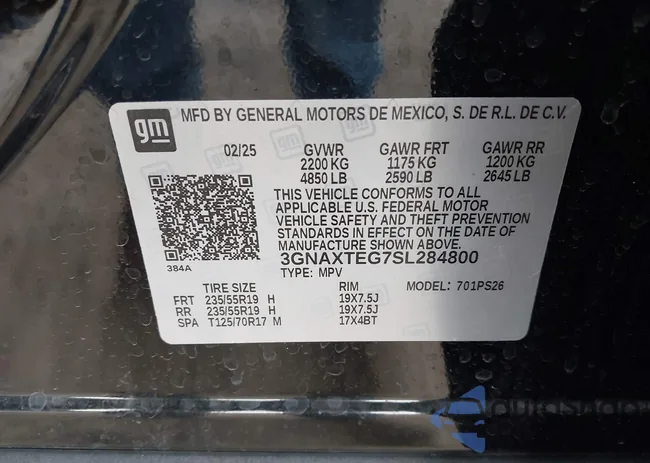 gm
MFD BY GENERAL MOTORS DE MEXICO, S. DE R.L. DE C.V.
02/25 GVWR GAWR FRT GAWR RR
2200 KG 1175 KG 1200 KG
4850 LB 2590 LB 2645 LB
THIS VEHICLE CONFORMS TO ALL
APPLICABLE U.S. FEDERAL MOTOR
VEHICLE SAFETY AND THEFT PREVENTION
STANDARDS IN EFFECT ON THE DATE OF
MANUFACTURE SHOWN ABOVE.
384A
3GNAXTEG7SL284800
TYPE: MPV MODEL: 701PS26
TIRE SIZE RIM
FRT 235/55R19 H 19X7.5J
RR 235/55R19 H 19X7.5J
SPA T125/70R17 M 17X4BT